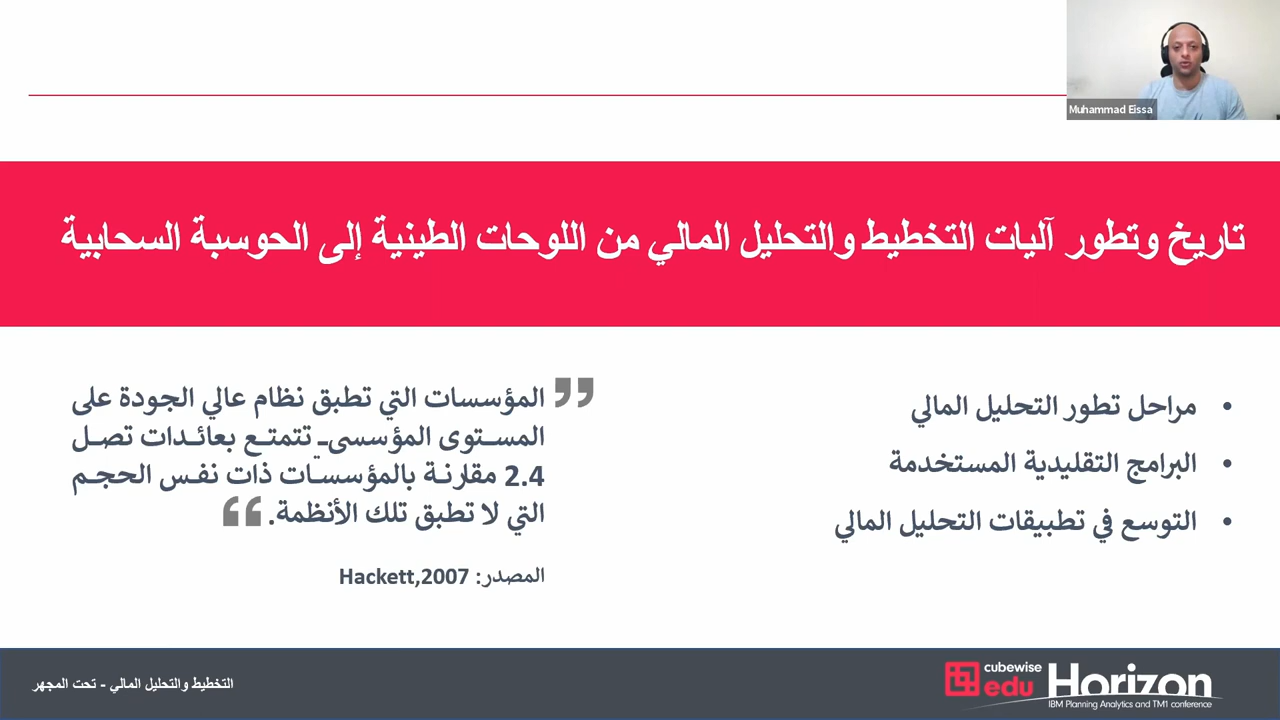 Muhammad Eissa
تاريخ وتطور آليات التخطيط والتحليل المالي من اللوحات الطينية إلى الحوسبة السحابية
• مراحل تطور التحليل المالي
• البرامج التقليدية المستخدمة
• التوسع في تطبيقات التحليل المالي
"المؤسسات التي تطبق نظام عالي الجودة على
المستوى المؤسسي تتمتع بعائدات تصل
2.4 مقارنة بالمؤسسات ذات نفس الحجم
التي لا تطبق تلك الأنظمة."
المصدر: Hackett,2007
cubewise
edu
Horizon
IBM Planning Analytics and TM1 conference
التخطيط والتحليل المالي - تحت المجهر